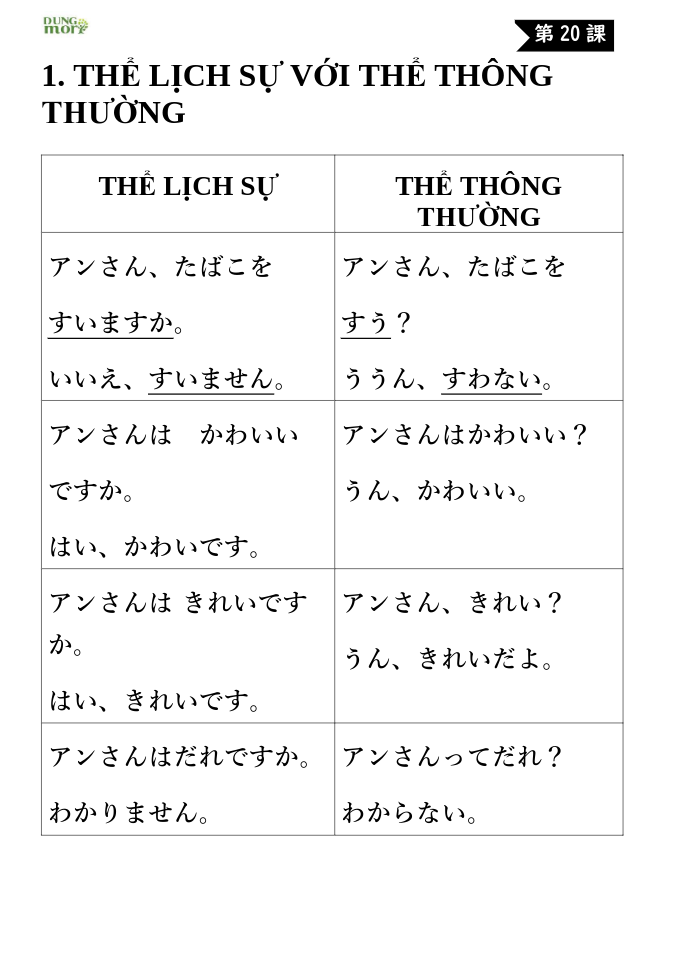 DUNG
mori
第 20 課
1. THỂ LỊCH SỰ VỚI THỂ THÔNG
THƯỜNG
THỂ LỊCH SỰ
THỂ THÔNG
THƯỜNG
アンさん、たばこを
すいますか。
いいえ、すいません。
アンさん、たばこを
すう？
ううん、すわない。
アンさんは　かわいい
ですか。
はい、かわいです。
アンさんはかわいい？
うん、かわいい。
アンさんは きれいです
か。
はい、きれいです。
アンさん、きれい？
うん、きれいだよ。
アンさんはだれですか。
わかりません。
アンさんってだれ？
わからない。